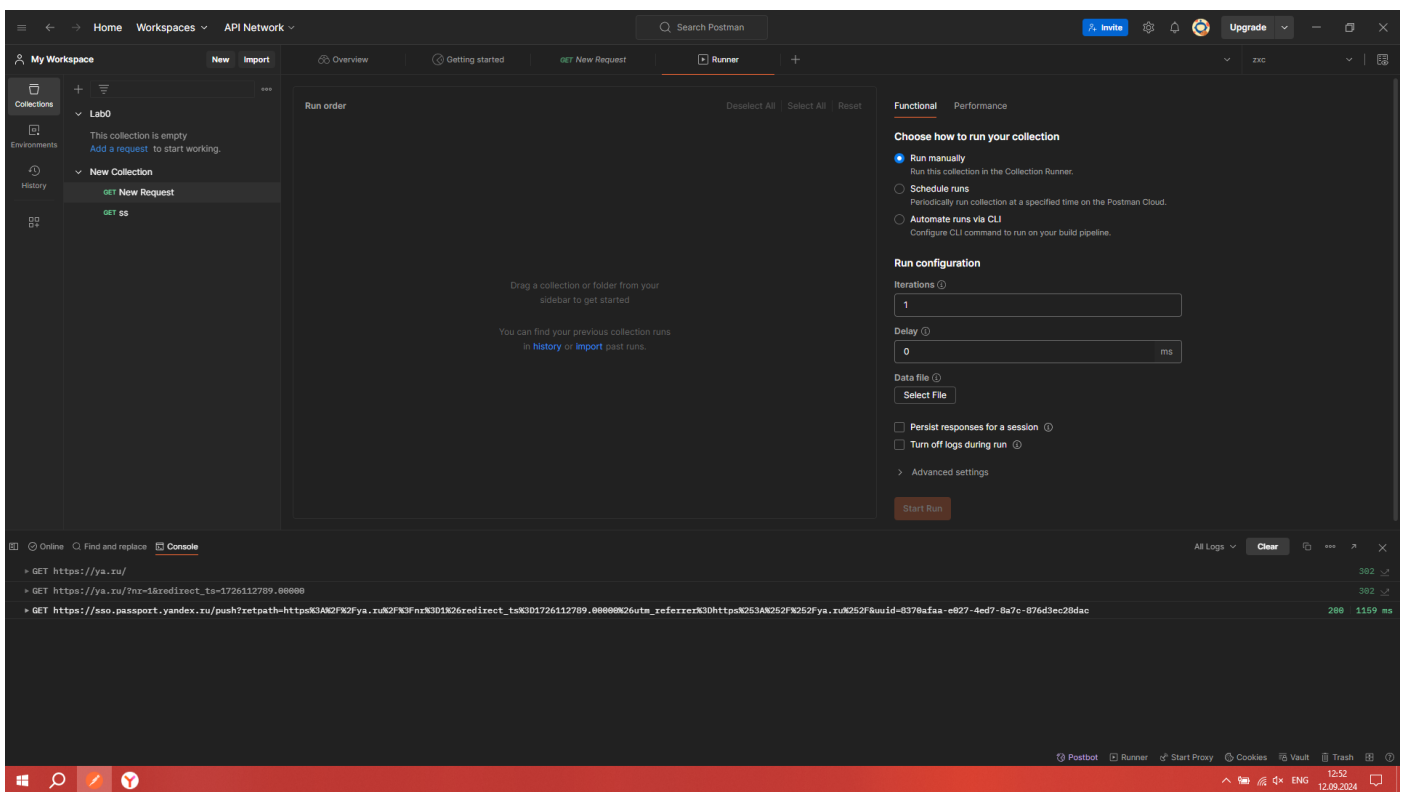 Home Workspaces API Network
Search Postman
Invite
Upgrade
My Workspace
New Import
Overview
Getting started
GET New Request
Runner
zxc
Collections
Environments
History
Lab0
This collection is empty
Add a request to start working.
New Collection
GET New Request
GET ss
Run order
Deselect All Select All Reset
Drag a collection or folder from your
sidebar to get started
You can find your previous collection runs
in history or import past runs.
Functional Performance
Choose how to run your collection
Run manually
Run this collection in the Collection Runner.
Schedule runs
Periodically run collection at a specified time on the Postman Cloud.
Automate runs via CLI
Configure CLI command to run on your build pipeline.
Run configuration
Iterations
1
Delay
0 ms
Data file
Select File
Persist responses for a session
Turn off logs during run
Advanced settings
Start Run
Online Find and replace Console
All Logs Clear
GET https://ya.ru/ 302
GET https://ya.ru/?nr=1&redirect_ts=1726112789.00000 302
GET https://sso.passport.yandex.ru/push?retpath=https%3A%2F%2Fya.ru%2F%3Fnr%3D1%26redirect_ts%3D1726112789.00000%26utm_referrer%3Dhttps%253A%252F%252Fya.ru%252F&uuid=8370afaa-e027-4ed7-8a7c-876d3ec28dac 200 1159 ms
Postbot Runner Start Proxy Cookies Vault Trash
ENG
12:52
12.09.2024